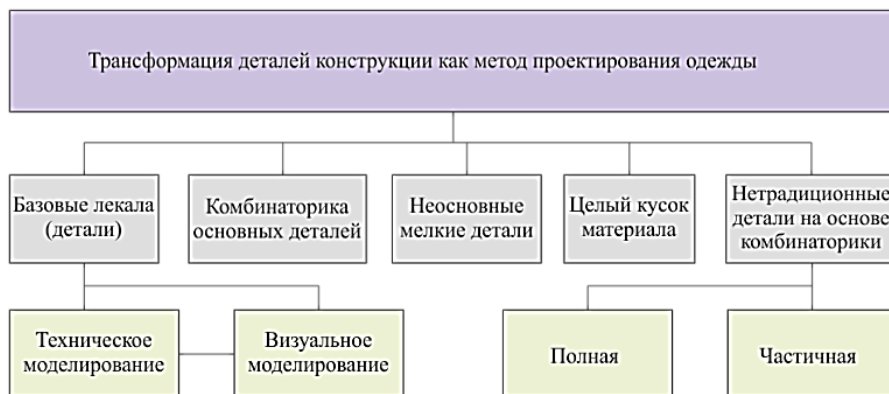 Трансформация деталей конструкции как метод проектирования одежды
Базовые лекала
(детали)
Комбинаторика
основных деталей
Неосновные
мелкие детали
Целый кусок
материала
Нетрадиционные
детали на основе
комбинаторики
Техническое
моделирование
Визуальное
моделирование
Полная
Частичная